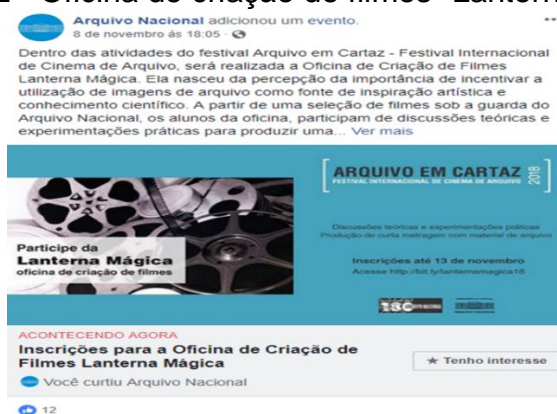 Oficina de criação de filmes "Lantern
Arquivo Nacional adicionou um evento.
8 de novembro às 18:05 ·
Dentro das atividades do festival Arquivo em Cartaz - Festival Internacional
de Cinema de Arquivo, será realizada a Oficina de Criação de Filmes
Lanterna Mágica. Ela nasceu da percepção da importância de incentivar a
utilização de imagens de arquivo como fonte de inspiração artística e
conhecimento científico. A partir de uma seleção de filmes sob a guarda do
Arquivo Nacional, os alunos da oficina, participam de discussões teóricas e
experimentações práticas para produzir uma... Ver mais
ARQUIVO EM CARTAZ 2018
FESTIVAL INTERNACIONAL DE CINEMA DE ARQUIVO
Discussões teóricas e experimentações práticas
Produção de curta metragem com material de arquivo
Participe da
Lanterna Mágica
oficina de criação de filmes
Inscrições até 13 de novembro
Acesse http://bit.ly/lanternamagica18
ACONTECENDO AGORA
Inscrições para a Oficina de Criação de
Filmes Lanterna Mágica
★ Tenho interesse
Você curtiu Arquivo Nacional
12